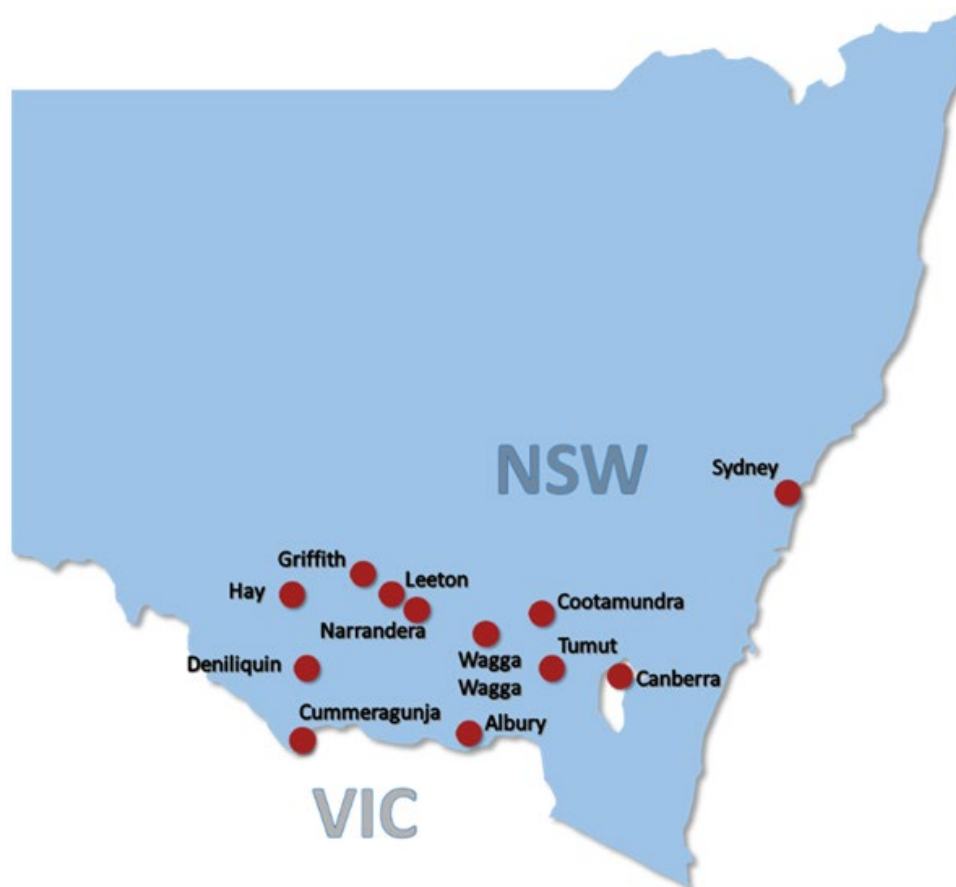 NSW
Sydney
Griffith
Leeton
Hay
Cootamundra
Narrandera
Tumut
Wagga
Wagga
Deniliquin
Canberra
Cummeragunja
Albury
VIC